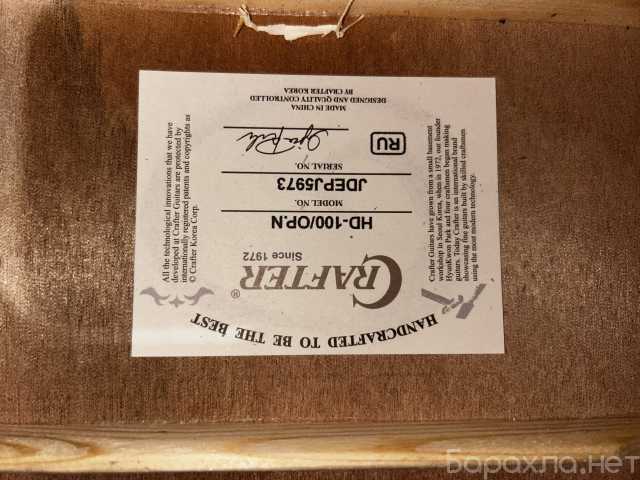 HANDCRAFTED TO BE THE BEST
CRAFTER®
Since 1972
HD-100/OP.N
MODEL NO.
JDEPJ5973
SERIAL NO.
RU
MADE IN CHINA
DESIGNED AND QUALITY CONTROLLED
BY CRAFTER KOREA
Crafter Guitars have grown from a small basement
workshop in Seoul Korea, when in 1972, our founder
HyunKwon Park and four craftsmen began making
guitars. Today Crafter is an international brand
showcasing fine guitars built by skilled craftsmen
using the most modern technology.
All the technological innovations that we have
developed at Crafter Guitars are protected by
internationally registered patents and copyrights as
© Crafter Korea Corp.
Барахла.нет